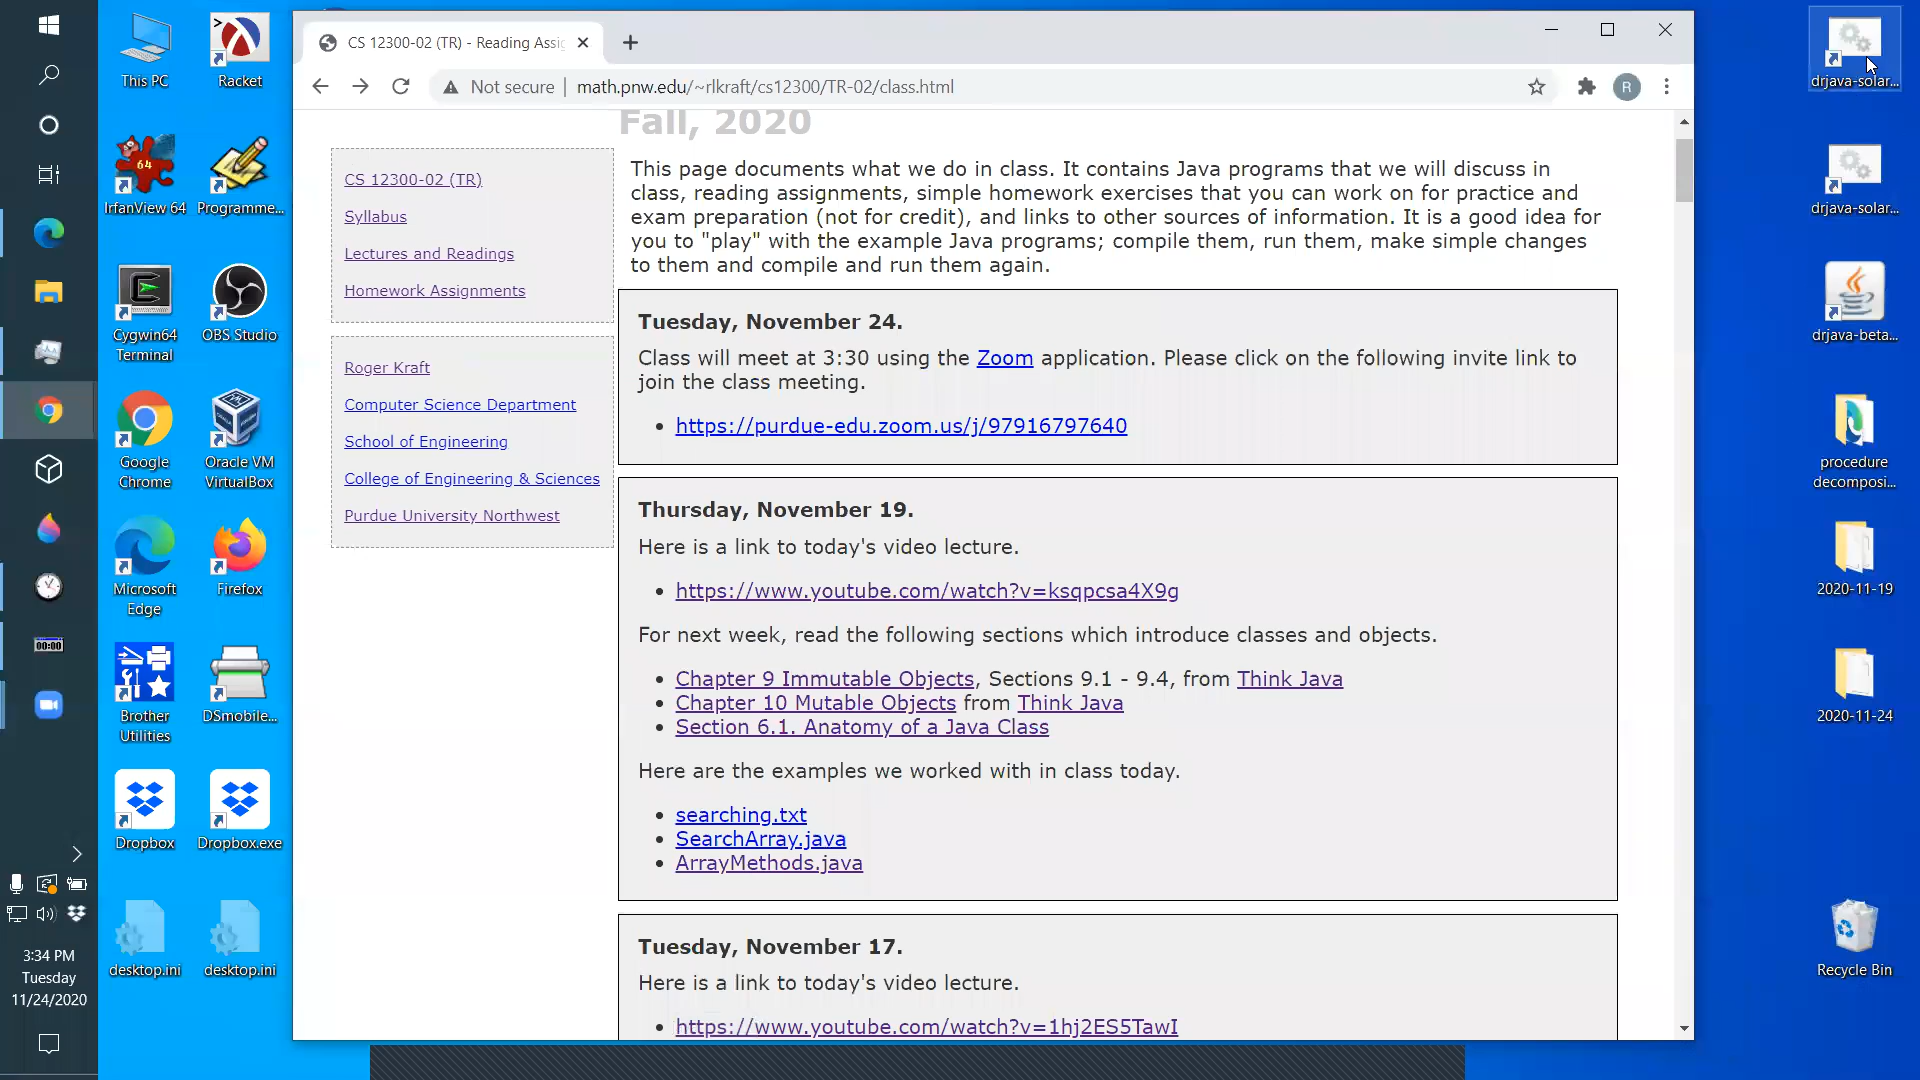 This PC
Racket
IrfanView 64
Programme...
Cygwin64
Terminal
OBS Studio
Google
Chrome
Oracle VM
VirtualBox
Microsoft
Edge
Firefox
Brother
Utilities
DSmobile...
Dropbox
Dropbox.exe
desktop.ini
desktop.ini
00:00
3:34 PM
Tuesday
11/24/2020
CS 12300-02 (TR) - Reading Assig
Not secure | math.pnw.edu/~rlkraft/cs12300/TR-02/class.html
R
Fall, 2020
CS 12300-02 (TR)
Syllabus
Lectures and Readings
Homework Assignments
Roger Kraft
Computer Science Department
School of Engineering
College of Engineering & Sciences
Purdue University Northwest
This page documents what we do in class. It contains Java programs that we will discuss in
class, reading assignments, simple homework exercises that you can work on for practice and
exam preparation (not for credit), and links to other sources of information. It is a good idea for
you to "play" with the example Java programs; compile them, run them, make simple changes
to them and compile and run them again.
Tuesday, November 24.
Class will meet at 3:30 using the Zoom application. Please click on the following invite link to
join the class meeting.
https://purdue-edu.zoom.us/j/97916797640
Thursday, November 19.
Here is a link to today's video lecture.
https://www.youtube.com/watch?v=ksqpcsa4X9g
For next week, read the following sections which introduce classes and objects.
Chapter 9 Immutable Objects, Sections 9.1 - 9.4, from Think Java
Chapter 10 Mutable Objects from Think Java
Section 6.1. Anatomy of a Java Class
Here are the examples we worked with in class today.
searching.txt
SearchArray.java
ArrayMethods.java
Tuesday, November 17.
Here is a link to today's video lecture.
https://www.youtube.com/watch?v=1hj2ES5TawI
drjava-solar...
drjava-solar...
drjava-beta...
procedure
decomposi...
2020-11-19
2020-11-24
Recycle Bin